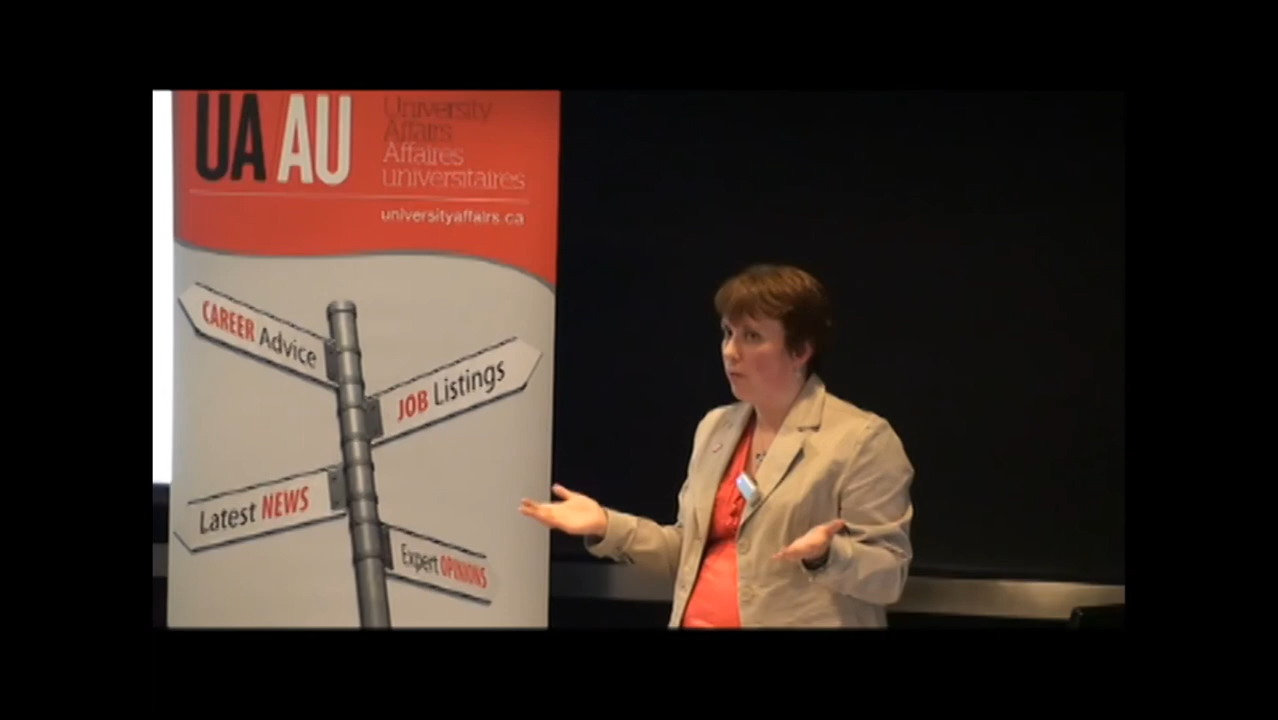 UA AU
University
Affairs
Affaires
universitaires
universityaffairs.ca
CAREER Advice
JOB Listings
Latest NEWS
Expert OPINIONS